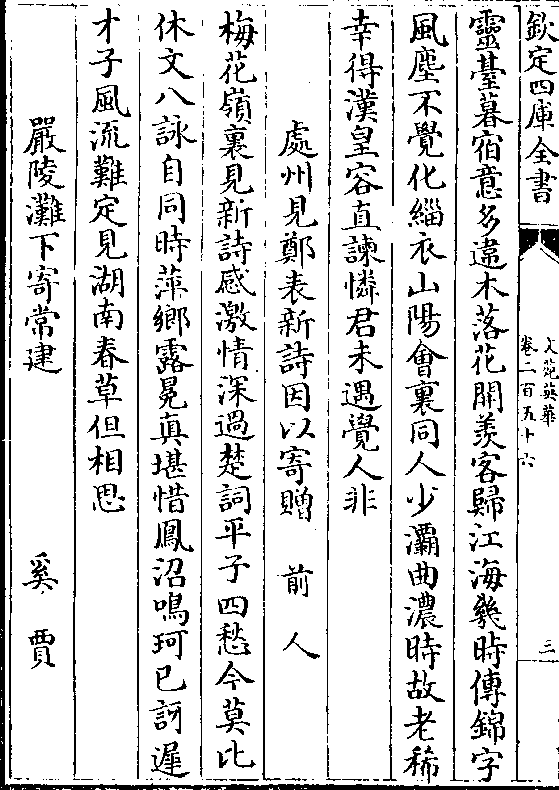 欽定四庫全書
文苑英華
卷二百五十六
三
靈臺暮宿意多違木落花開羨客歸江海幾時傳錦字
風塵不覺化緇衣山陽會裏同人少灞曲濃時故老稀
幸得漢皇容直諫憐君未遇覺人非
處州見鄭表新詩因以寄贈 前人
梅花嶺裏見新詩感激情深過楚詞平子四愁今莫比
休文八詠自同時萍鄉露冕真堪惜鳳沼鳴珂已訝遲
才子風流難定見湖南春草但相思
嚴陵灘下寄常建 奚賈